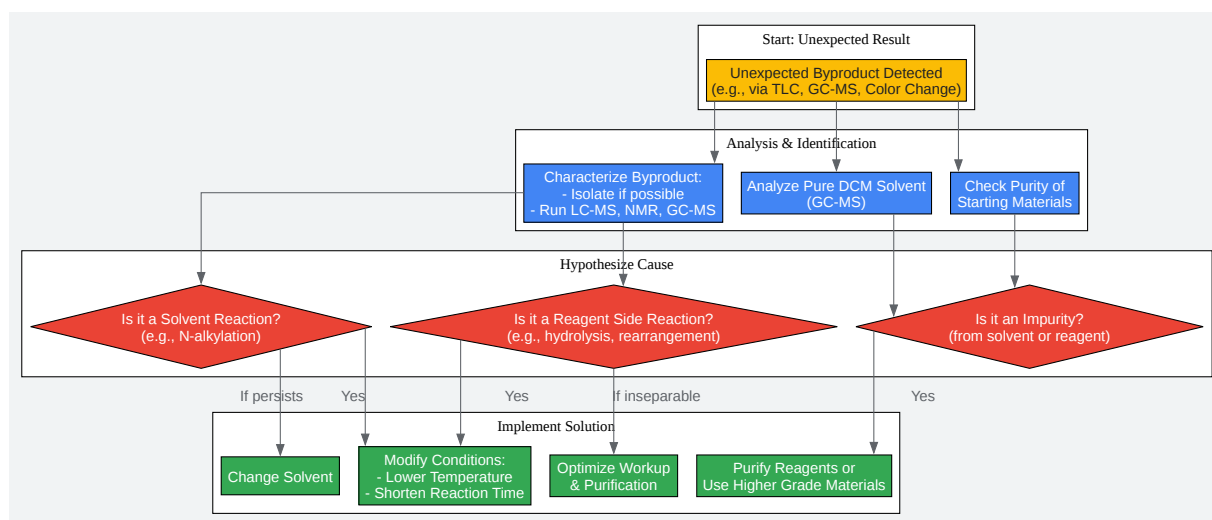 Start: Unexpected Result
Unexpected Byproduct Detected
(e.g., via TLC, GC-MS, Color Change)
Analysis & Identification
Characterize Byproduct:
- Isolate if possible
- Run LC-MS, NMR, GC-MS
Analyze Pure DCM Solvent
(GC-MS)
Check Purity of
Starting Materials
Hypothesize Cause
Is it a Solvent Reaction?
(e.g., N-alkylation)
Is it a Reagent Side Reaction?
(e.g., hydrolysis, rearrangement)
Is it an Impurity?
(from solvent or reagent)
If persists
Yes
Yes
If inseparable
Yes
Implement Solution
Change Solvent
Modify Conditions:
- Lower Temperature
- Shorten Reaction Time
Optimize Workup
& Purification
Purify Reagents or
Use Higher Grade Materials